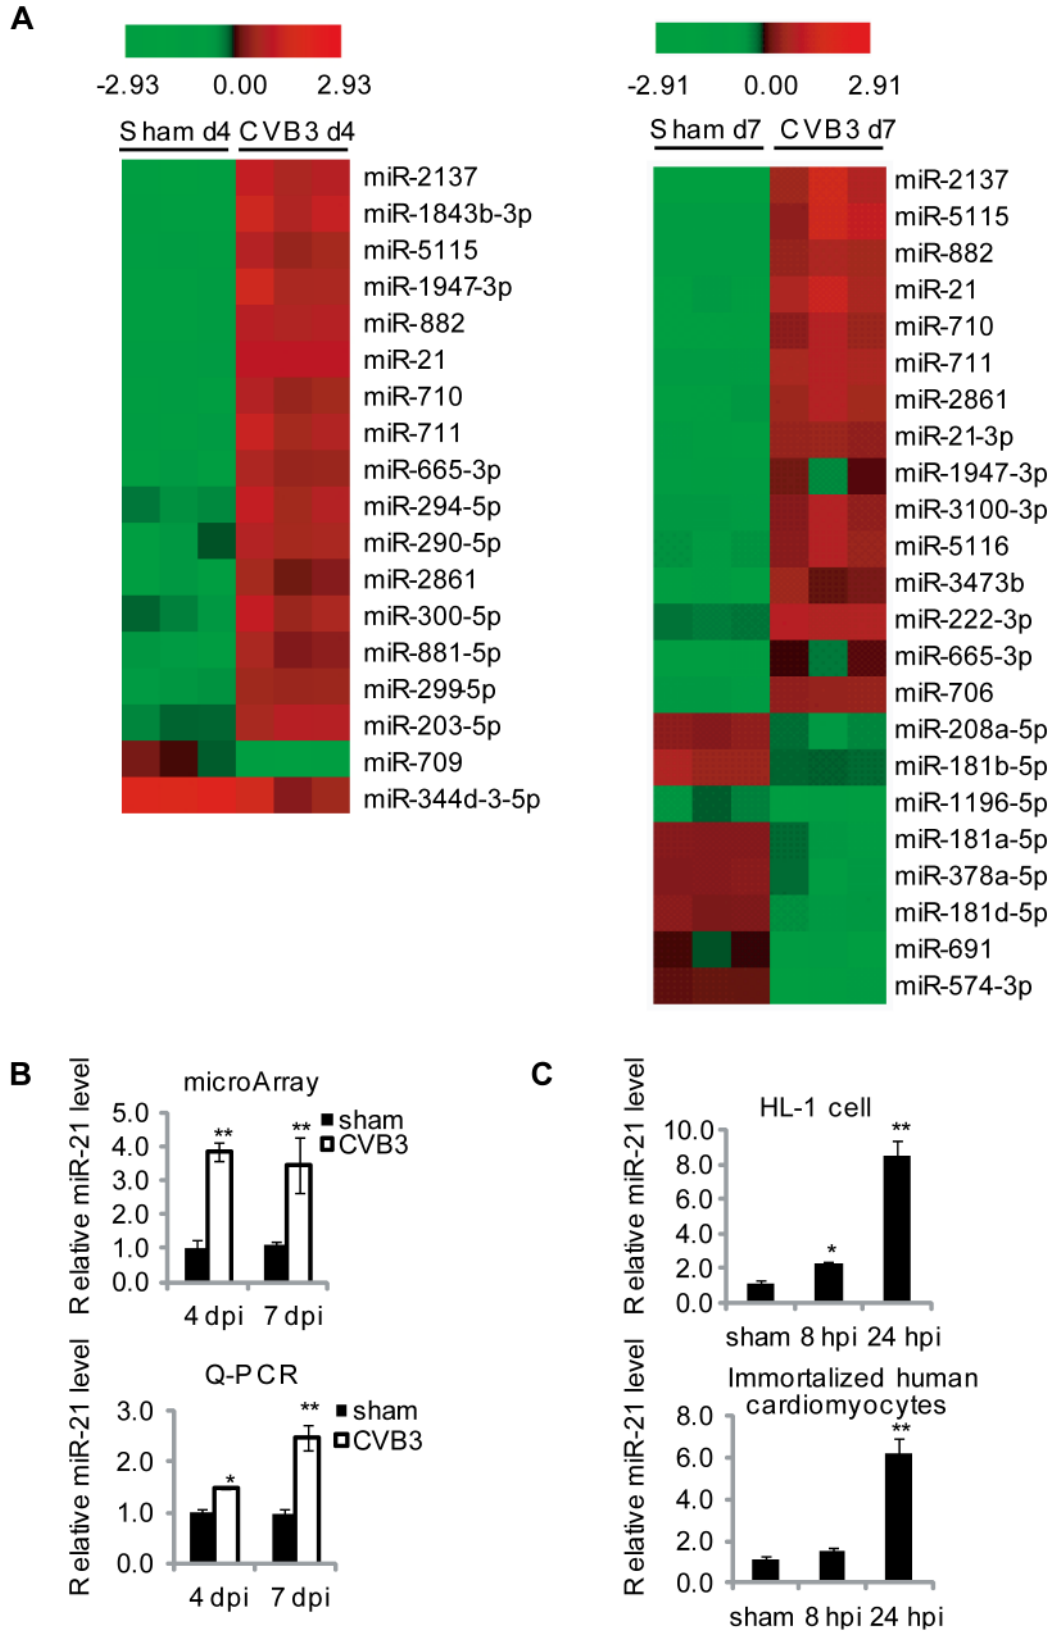 A
-2.93 0.00 2.93
Sham d4 CVB3 d4
miR-2137
miR-1843b-3p
miR-5115
miR-1947-3p
miR-882
miR-21
miR-710
miR-711
miR-665-3p
miR-294-5p
miR-290-5p
miR-2861
miR-300-5p
miR-881-5p
miR-299-5p
miR-203-5p
miR-709
miR-344d-3-5p
-2.91 0.00 2.91
Sham d7 CVB3 d7
miR-2137
miR-5115
miR-882
miR-21
miR-710
miR-711
miR-2861
miR-21-3p
miR-1947-3p
miR-3100-3p
miR-5116
miR-3473b
miR-222-3p
miR-665-3p
miR-706
miR-208a-5p
miR-181b-5p
miR-1196-5p
miR-181a-5p
miR-378a-5p
miR-181d-5p
miR-691
miR-574-3p
B
microArray
Relative miR-21 level
5.0
4.0
3.0
2.0
1.0
0.0
** **
sham
CVB3
4 dpi 7 dpi
Q-PCR
Relative miR-21 level
3.0
2.0
1.0
0.0
* **
sham
CVB3
4 dpi 7 dpi
C
HL-1 cell
Relative miR-21 level
10.0
8.0
6.0
4.0
2.0
0.0
* **
sham 8 hpi 24 hpi
Immortalized human
cardiomyocytes
Relative miR-21 level
8.0
6.0
4.0
2.0
0.0
**
sham 8 hpi 24 hpi